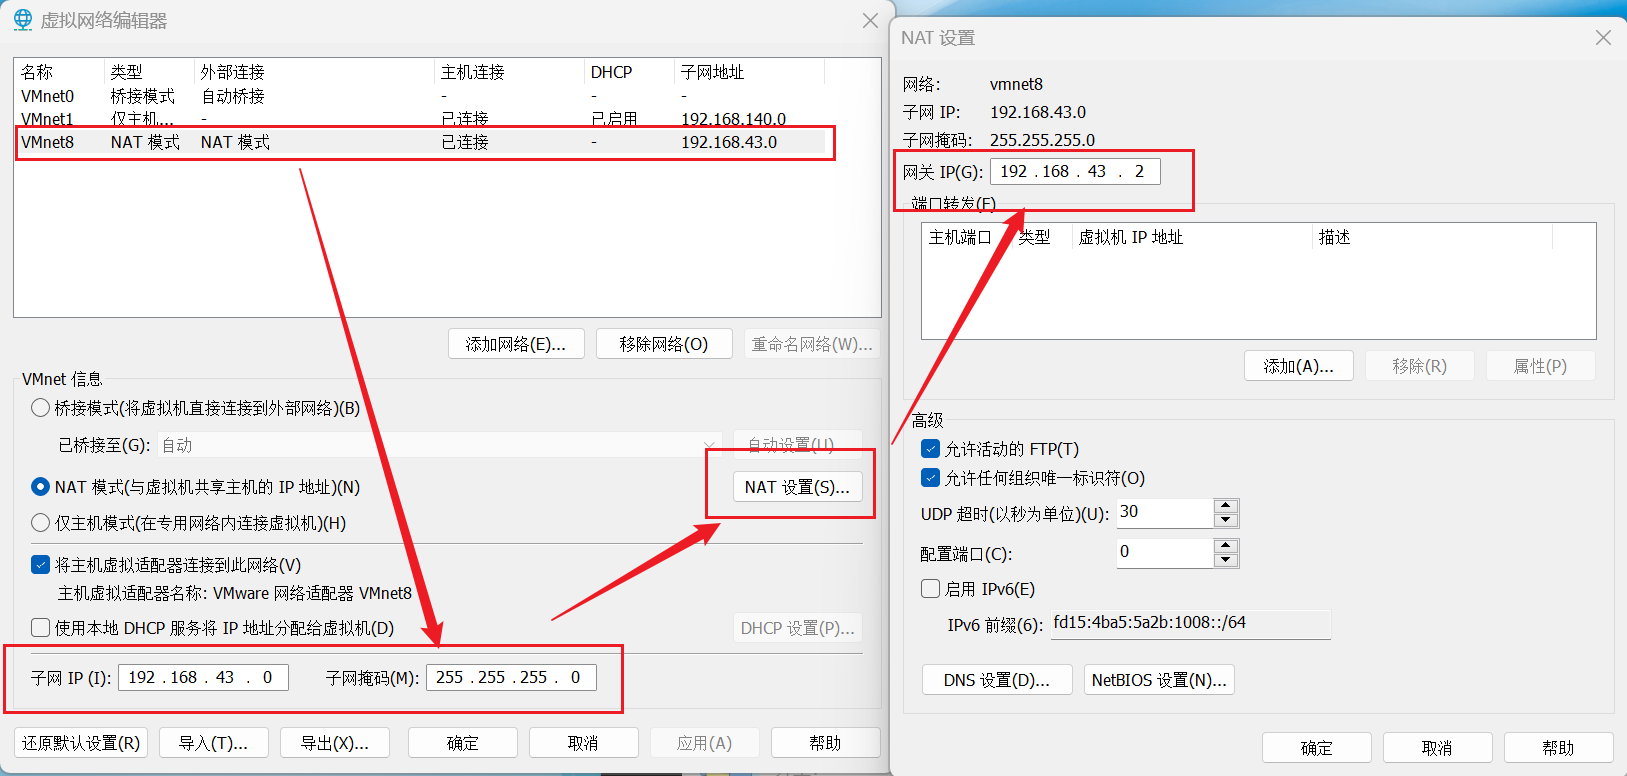 虚拟网络编辑器
名称 类型 外部连接 主机连接 DHCP 子网地址
VMnet0 桥接模式 自动桥接 - - -
VMnet1 仅主机... - 已连接 已启用 192.168.140.0
VMnet8 NAT 模式 NAT 模式 已连接 - 192.168.43.0
添加网络(E)... 移除网络(O) 重命名网络(W)...
VMnet 信息
桥接模式(将虚拟机直接连接到外部网络)(B)
已桥接至(G): 自动 自动设置(U)...
NAT 模式(与虚拟机共享主机的 IP 地址)(N) NAT 设置(S)...
仅主机模式(在专用网络内连接虚拟机)(H)
将主机虚拟适配器连接到此网络(V)
主机虚拟适配器名称: VMware 网络适配器 VMnet8
使用本地 DHCP 服务将 IP 地址分配给虚拟机(D) DHCP 设置(P)...
子网 IP (I): 192 . 168 . 43 . 0 子网掩码(M): 255 . 255 . 255 . 0
还原默认设置(R) 导入(T)... 导出(X)... 确定 取消 应用(A) 帮助
NAT 设置
网络: vmnet8
子网 IP: 192.168.43.0
子网掩码: 255.255.255.0
网关 IP(G): 192 . 168 . 43 . 2
端口转发(F)
主机端口 类型 虚拟机 IP 地址 描述
添加(A)... 移除(R) 属性(P)
高级
允许活动的 FTP(T)
允许任何组织唯一标识符(O)
UDP 超时(以秒为单位)(U): 30
配置端口(C): 0
启用 IPv6(E)
IPv6 前缀(6): fd15:4ba5:5a2b:1008::/64
DNS 设置(D)... NetBIOS 设置(N)...
确定 取消 帮助